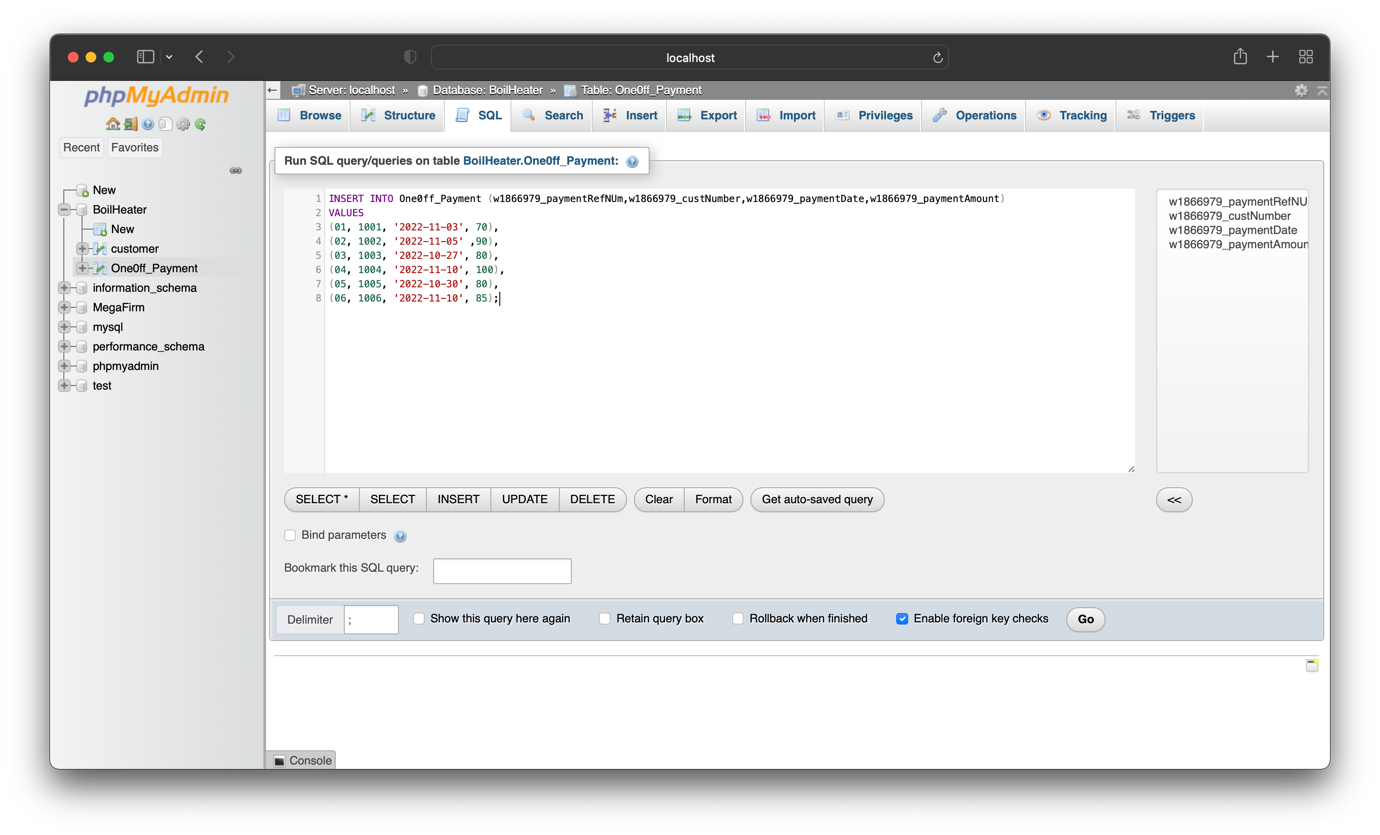 localhost
phpMyAdmin
Recent Favorites
New
BoilHeater
New
customer
One0ff_Payment
information_schema
MegaFirm
mysql
performance_schema
phpmyadmin
test
Server: localhost » Database: BoilHeater » Table: One0ff_Payment
Browse Structure SQL Search Insert Export Import Privileges Operations Tracking Triggers
Run SQL query/queries on table BoilHeater.One0ff_Payment:
1 INSERT INTO One0ff_Payment (w1866979_paymentRefNUm,w1866979_custNumber,w1866979_paymentDate,w1866979_paymentAmount)
2 VALUES
3 (01, 1001, '2022-11-03', 70),
4 (02, 1002, '2022-11-05' ,90),
5 (03, 1003, '2022-10-27', 80),
6 (04, 1004, '2022-11-10', 100),
7 (05, 1005, '2022-10-30', 80),
8 (06, 1006, '2022-11-10', 85);
w1866979_paymentRefNU
w1866979_custNumber
w1866979_paymentDate
w1866979_paymentAmoun
SELECT * SELECT INSERT UPDATE DELETE Clear Format Get auto-saved query <<
Bind parameters
Bookmark this SQL query:
Delimiter ; Show this query here again Retain query box Rollback when finished Enable foreign key checks Go
Console